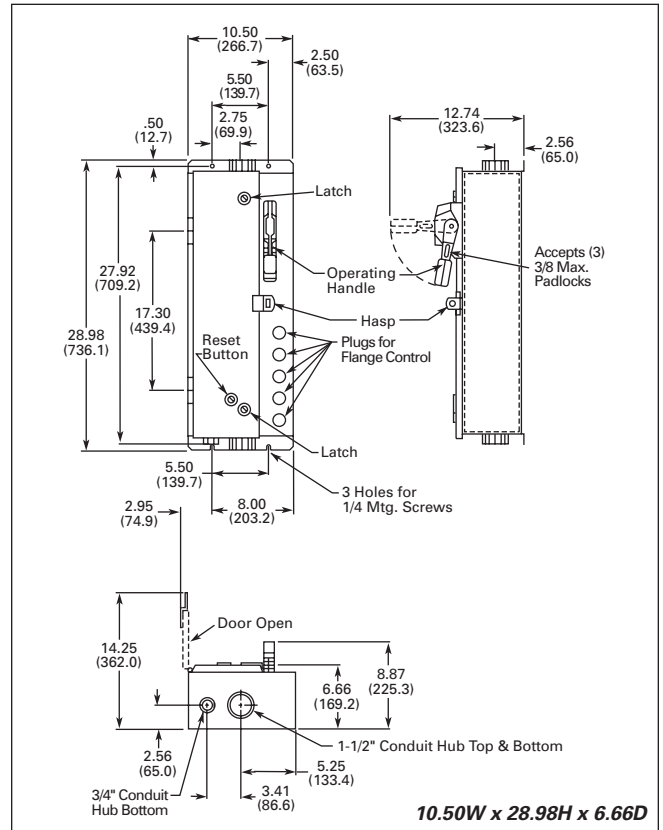 10.50
(266.7)
2.50
(63.5)
5.50
(139.7)
2.75
(69.9)
.50
(12.7)
12.74
(323.6)
2.56
(65.0)
Latch
27.92
(709.2)
Operating
Handle
Accepts (3)
3/8 Max.
Padlocks
17.30
(439.4)
Hasp
28.98
(736.1)
Reset
Button
Plugs for
Flange Control
Latch
5.50
(139.7)
3 Holes for
1/4 Mtg. Screws
2.95
(74.9)
8.00
(203.2)
Door Open
14.25
(362.0)
8.87
(225.3)
6.66
(169.2)
1-1/2" Conduit Hub Top & Bottom
2.56
(65.0)
5.25
(133.4)
3/4" Conduit
Hub Bottom
3.41
(86.6)
10.50W x 28.98H x 6.66D